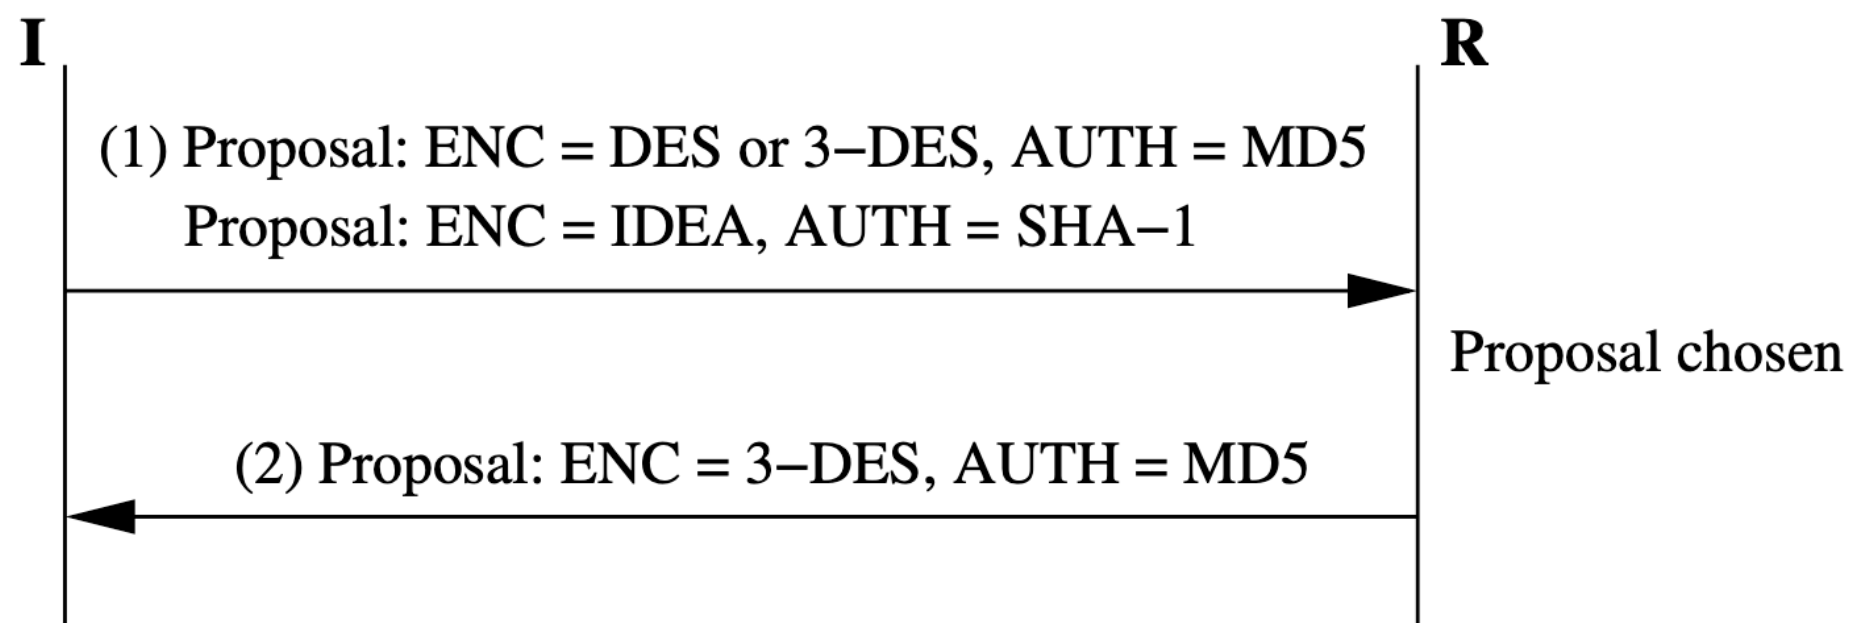 I
R
(1) Proposal: ENC = DES or 3–DES, AUTH = MD5
Proposal: ENC = IDEA, AUTH = SHA–1
Proposal chosen
(2) Proposal: ENC = 3–DES, AUTH = MD5